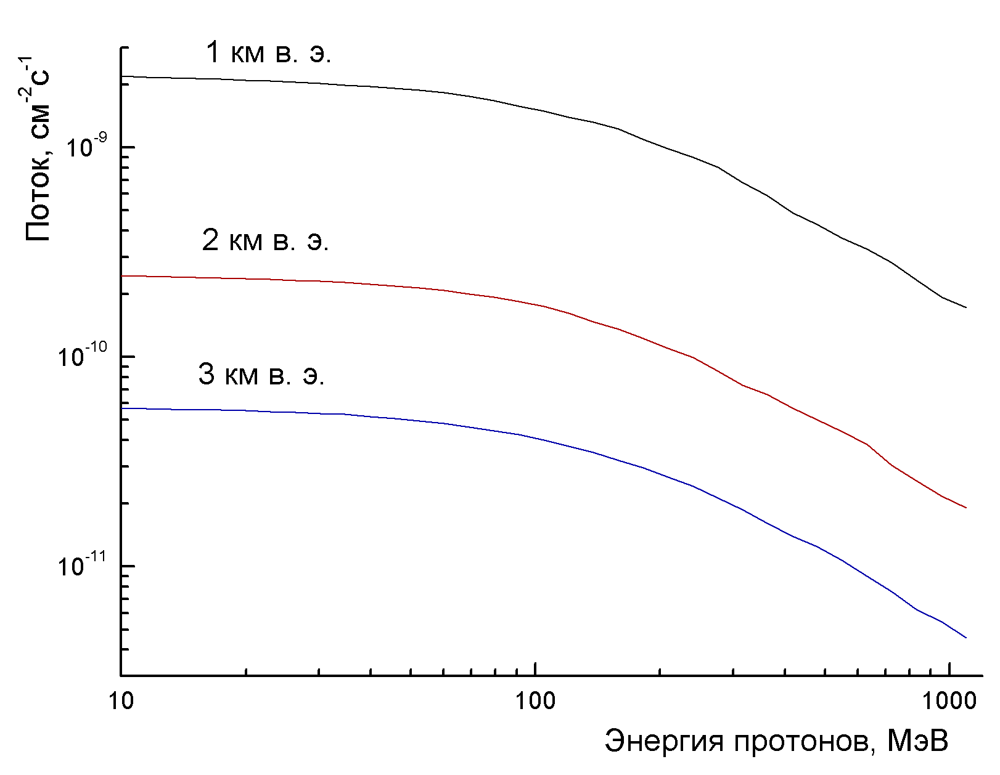 Поток, см⁻²с⁻¹
1 км в. э.
10⁻⁹
2 км в. э.
10⁻¹⁰
3 км в. э.
10⁻¹¹
10 100 1000
Энергия протонов, МэВ